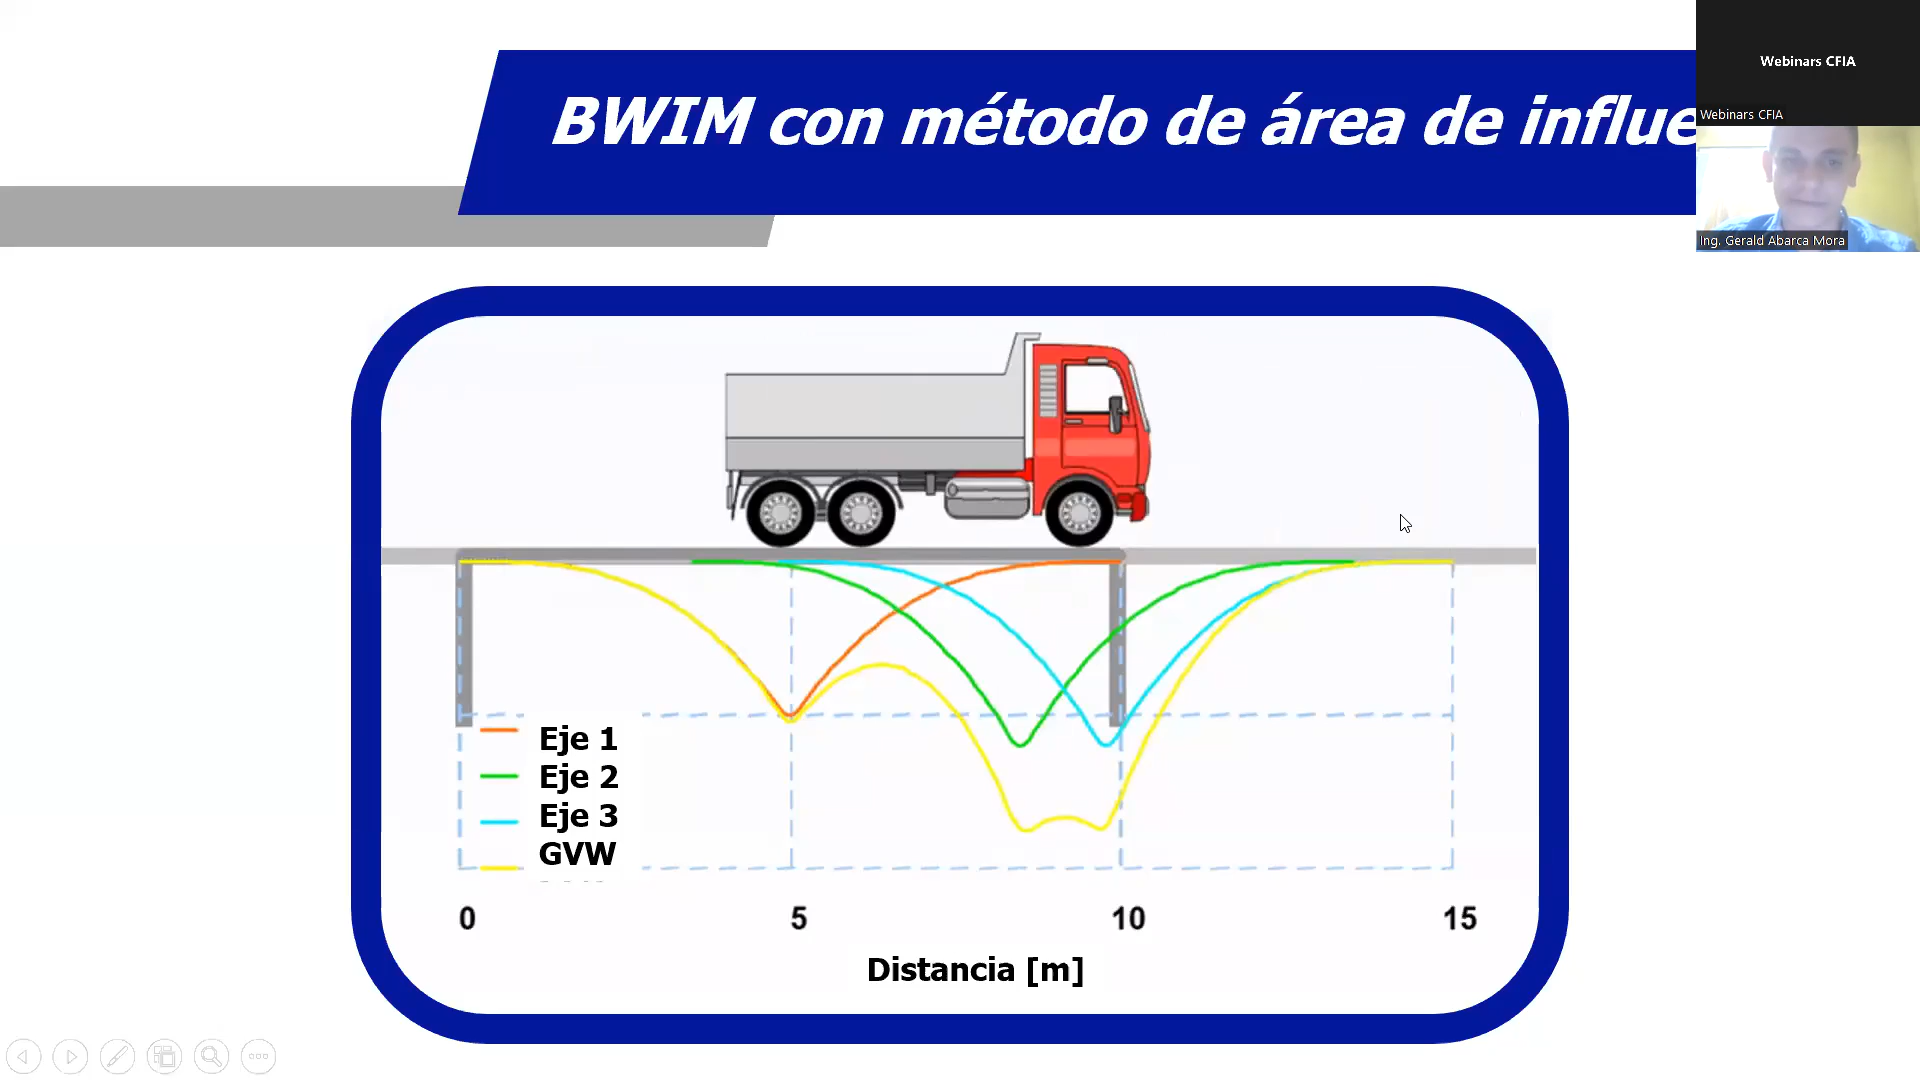 BWIM con método de área de influe
Webinars CFIA
Webinars CFIA
Ing. Gerald Abarca Mora
Eje 1
Eje 2
Eje 3
GVW
0 5 10 15
Distancia [m]